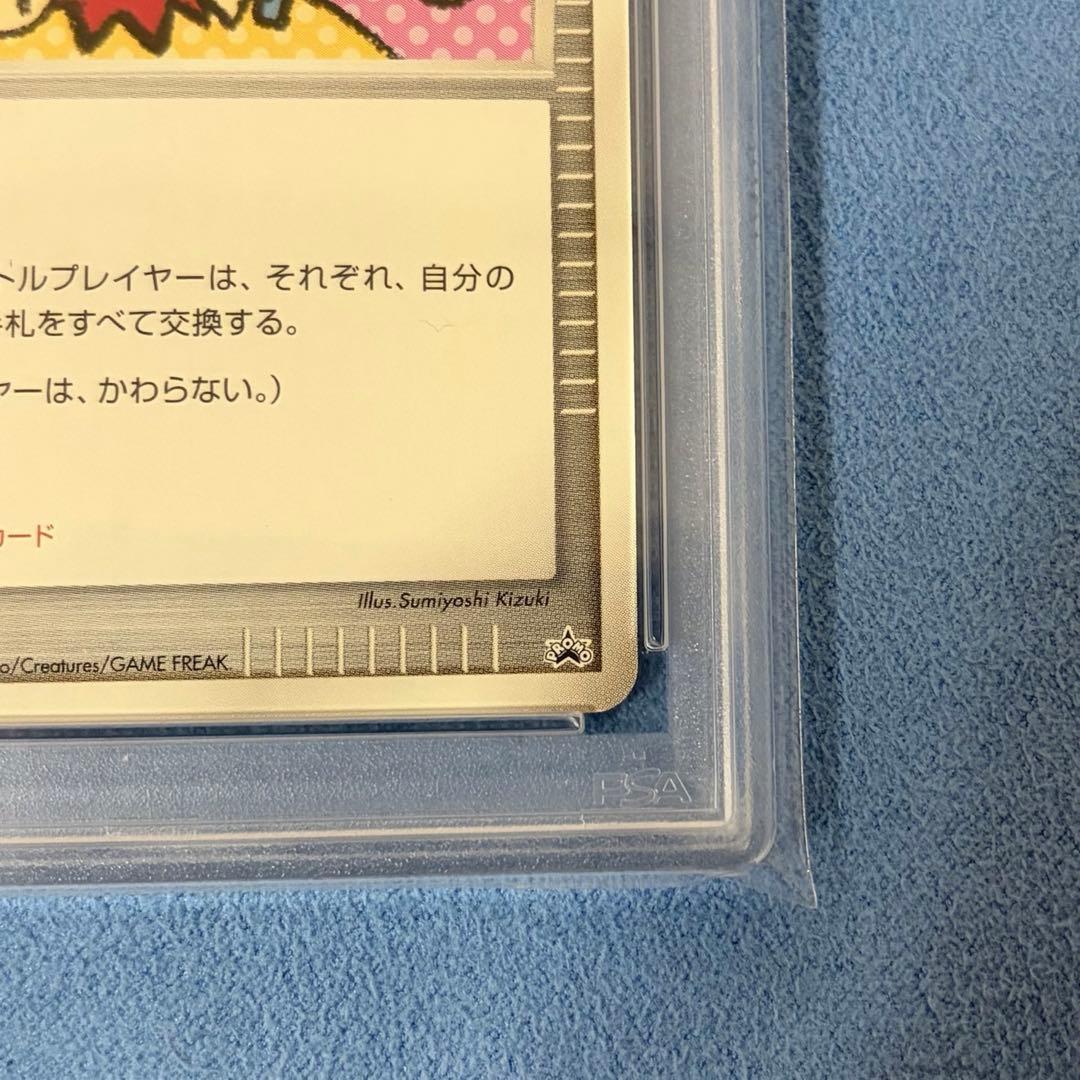 トルプレイヤーは、それぞれ、自分の
札をすべて交換する。
ーは、かわらない。）
カード
Illus.Sumiyoshi Kizuki
o/Creatures/GAME FREAK
PROMO
PSA